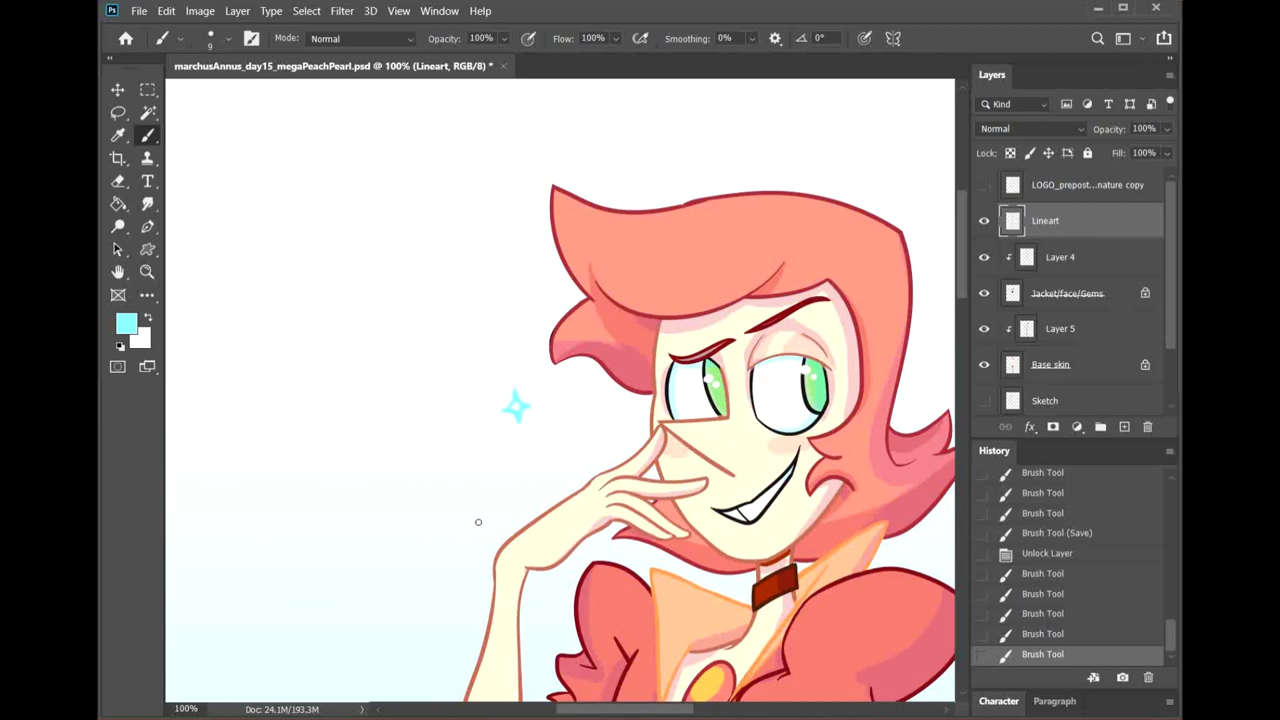 Ps File Edit Image Layer Type Select Filter 3D View Window Help
9 Mode: Normal Opacity: 100% Flow: 100% Smoothing: 0% 0°
marchusAnnus_day15_megaPeachPearl.psd @ 100% (Lineart, RGB/8) * ×
Layers
Kind
Normal Opacity: 100%
Lock: Fill: 100%
LOGO_prepost...nature copy
Lineart
Layer 4
Jacket/face/Gems
Layer 5
Base skin
Sketch
fx
History
Brush Tool
Brush Tool
Brush Tool
Brush Tool (Save)
Unlock Layer
Brush Tool
Brush Tool
Brush Tool
Brush Tool
Brush Tool
Character Paragraph
100% Doc: 24.1M/193.3M